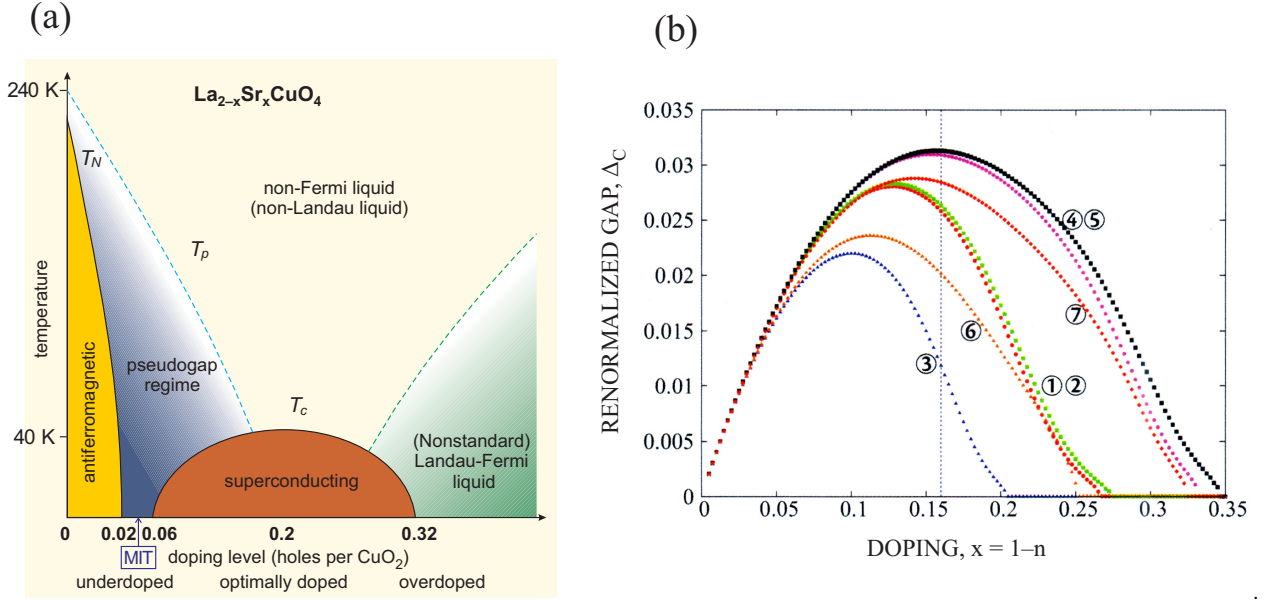 (a)
240 K
La2–xSrxCuO4
TN
non-Fermi liquid
(non-Landau liquid)
Tp
temperature
antiferromagnetic
pseudogap
regime
Tc
40 K
(Nonstandard)
Landau-Fermi
liquid
superconducting
0 0.02 0.06 0.2 0.32
MIT doping level (holes per CuO2)
underdoped optimally doped overdoped
(b)
RENORMALIZED GAP, ΔC
0.035
0.03
0.025
0.02
0.015
0.01
0.005
0
④⑤
⑦
⑥
③
①②
0 0.05 0.1 0.15 0.2 0.25 0.3 0.35
DOPING, x = 1–n
.